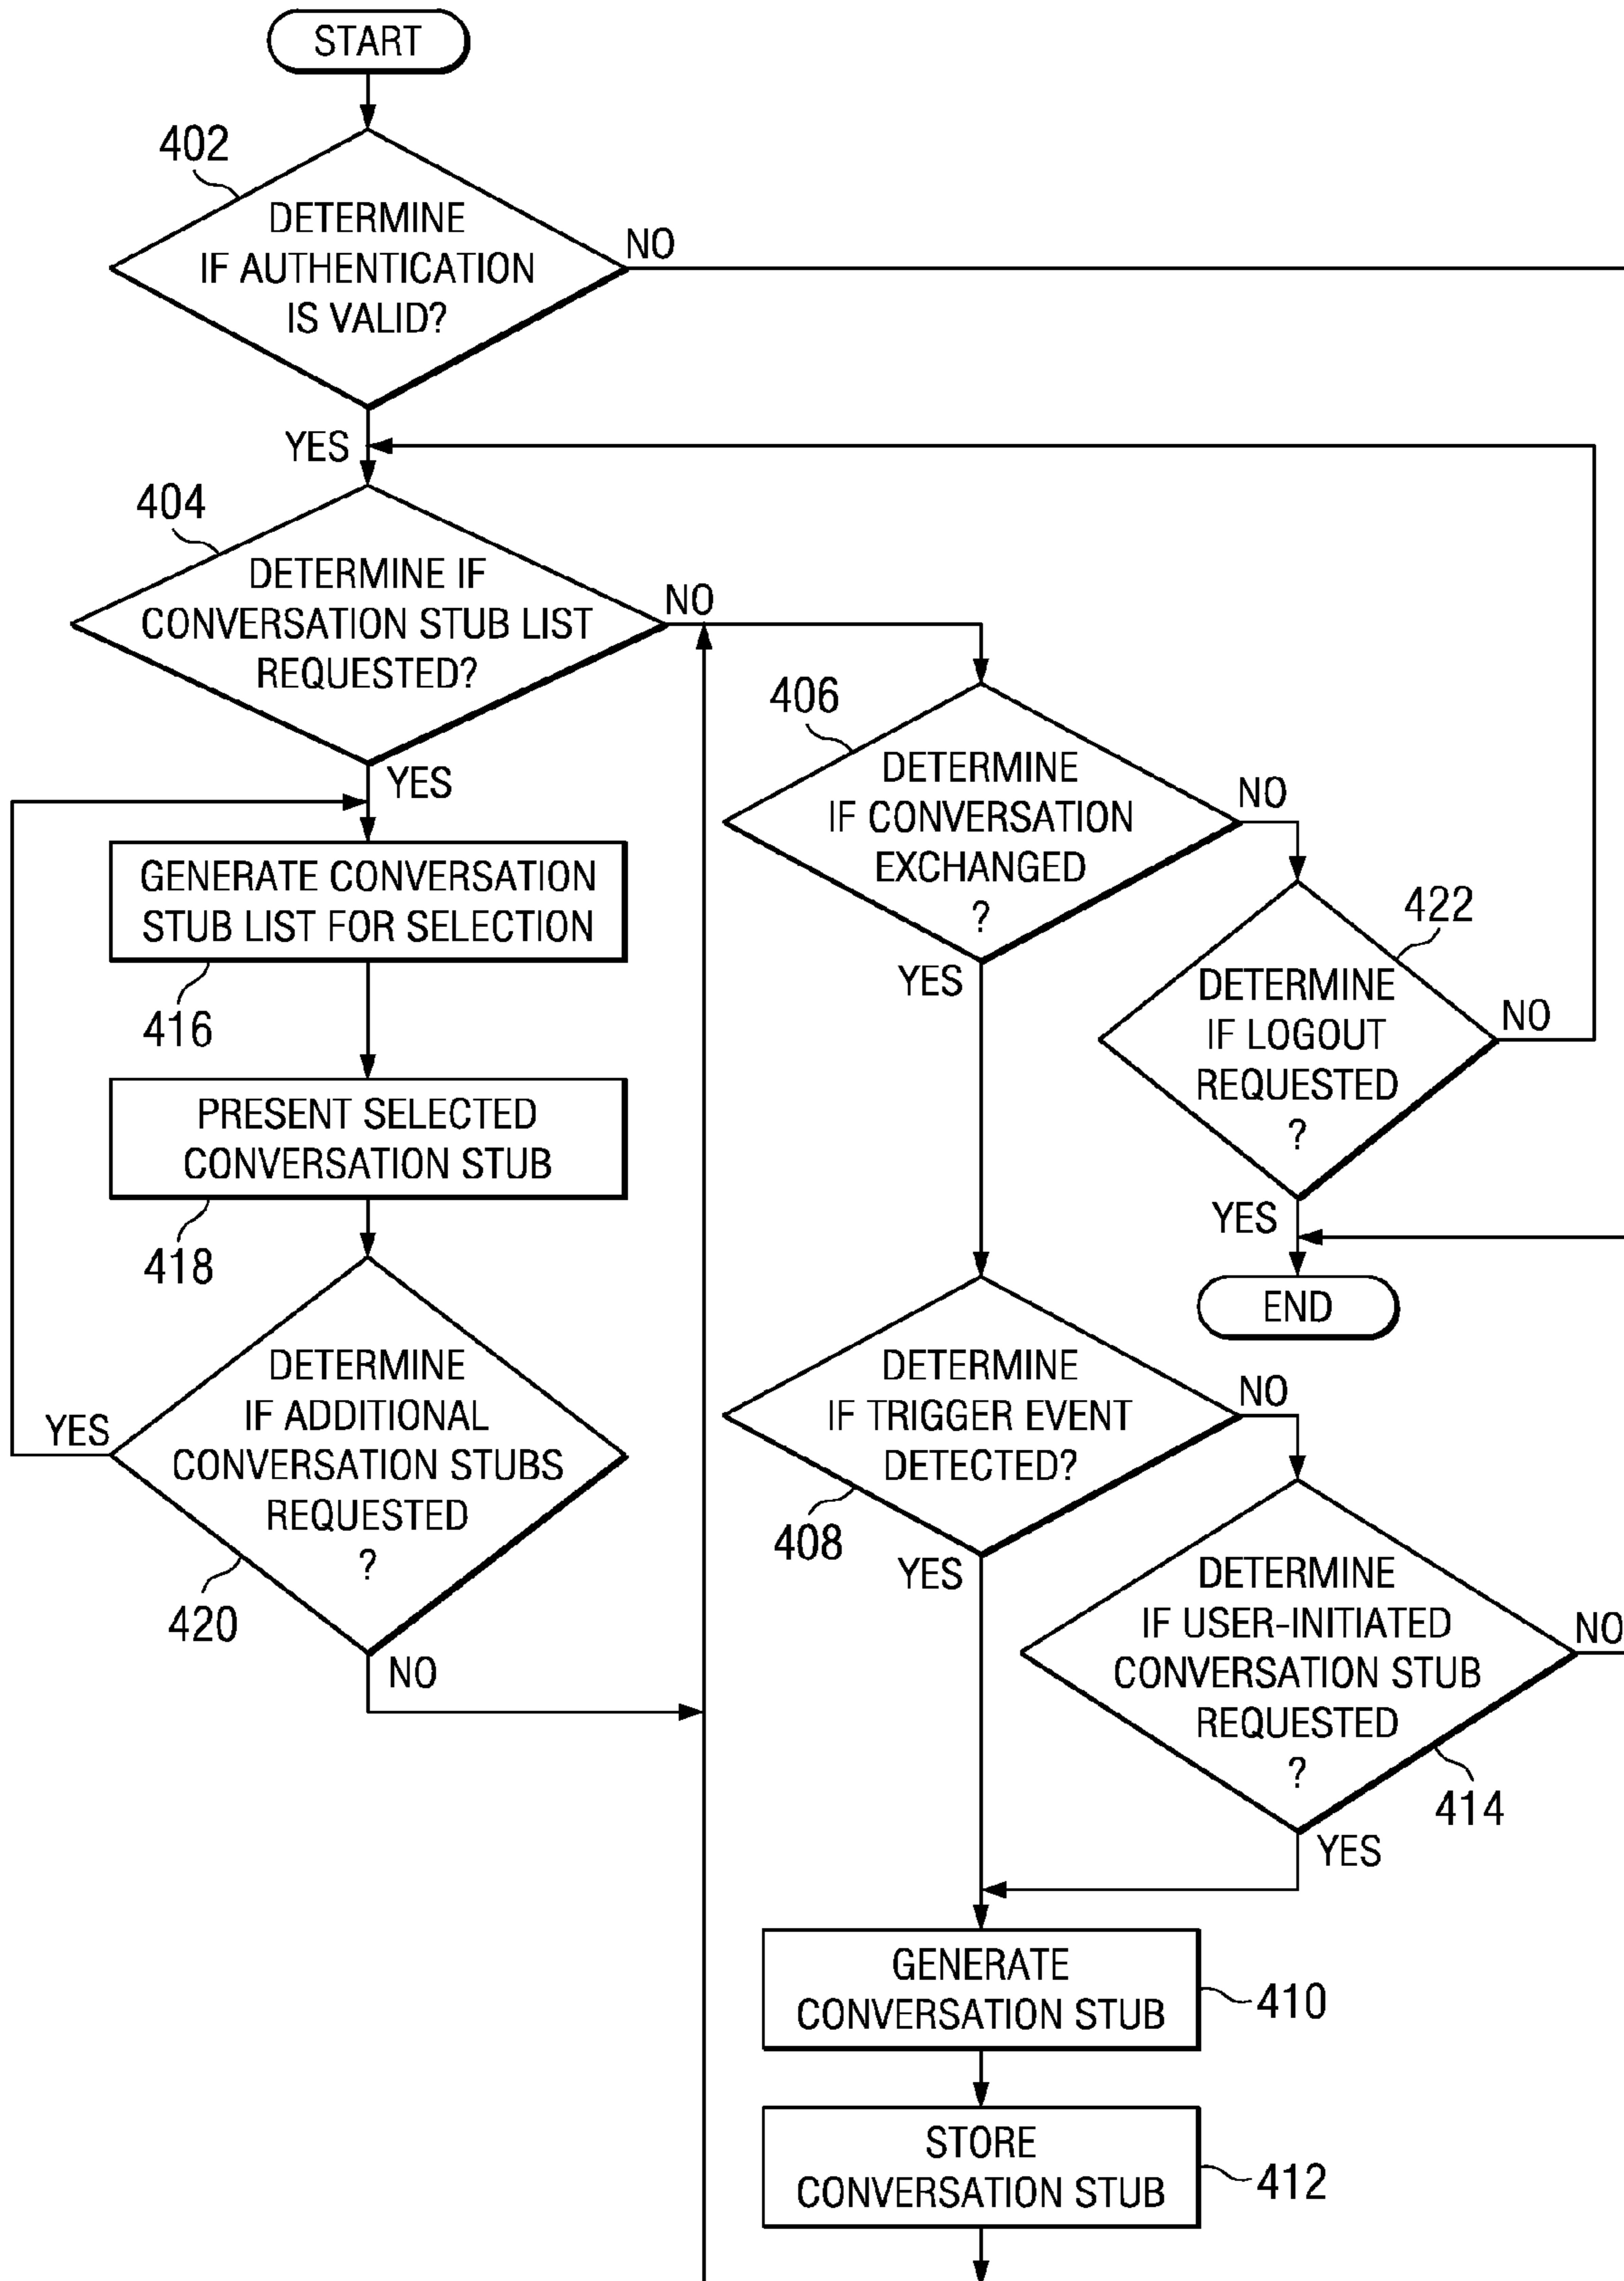 START
402
DETERMINE
IF AUTHENTICATION
IS VALID?
NO
YES
404
DETERMINE IF
CONVERSATION STUB LIST
REQUESTED?
NO
YES
406
DETERMINE
IF CONVERSATION
EXCHANGED
?
NO
YES
422
DETERMINE
IF LOGOUT
REQUESTED
?
NO
YES
END
GENERATE CONVERSATION
STUB LIST FOR SELECTION
416
PRESENT SELECTED
CONVERSATION STUB
418
DETERMINE
IF ADDITIONAL
CONVERSATION STUBS
REQUESTED
?
YES
420
NO
DETERMINE
IF TRIGGER EVENT
DETECTED?
NO
408
YES
DETERMINE
IF USER-INITIATED
CONVERSATION STUB
REQUESTED
?
NO
414
YES
GENERATE
CONVERSATION STUB
410
STORE
CONVERSATION STUB
412